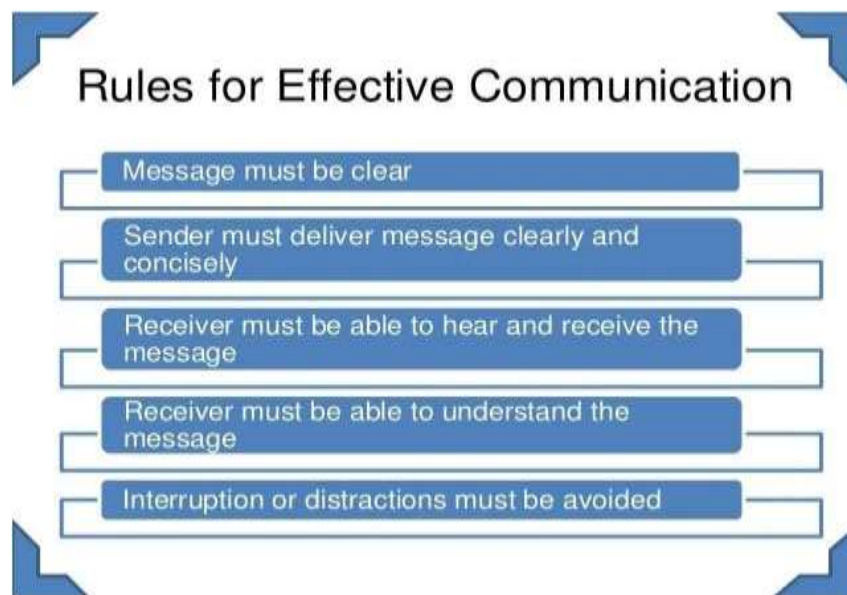 Rules for Effective Communication
Message must be clear
Sender must deliver message clearly and
concisely
Receiver must be able to hear and receive the
message
Receiver must be able to understand the
message
Interruption or distractions must be avoided